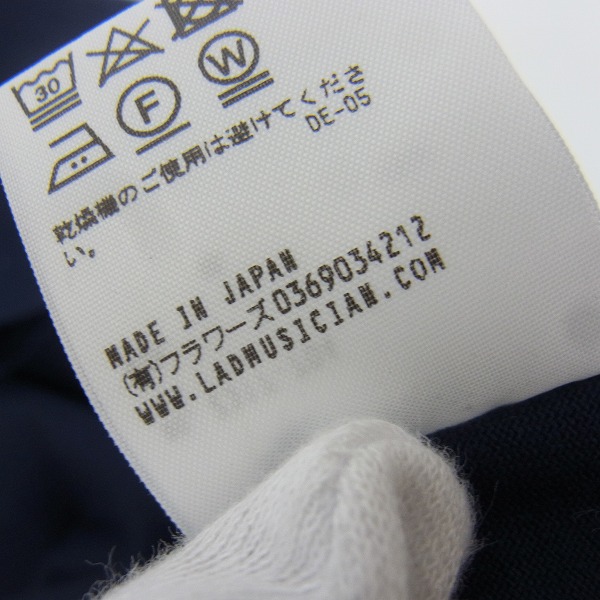 30
F
W
乾燥機のご使用は避けてくださ
い。
DE-05
MADE IN JAPAN
(有)フラワーズ0369034212
WWW.LADMUSICIAN.COM